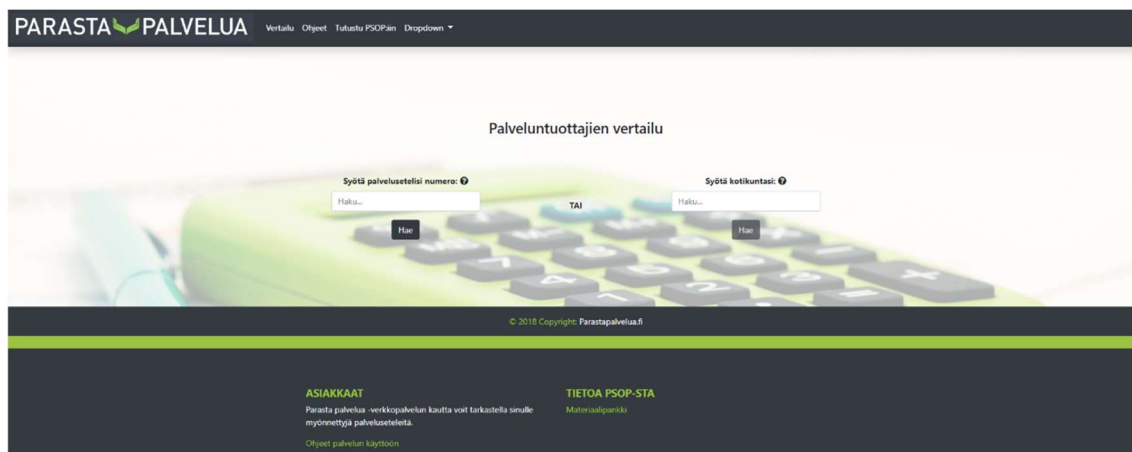 PARASTA PALVELUA
Vertailu Ohjeet Tutustu PSOP:iin Dropdown
Palveluntuottajien vertailu
Syötä palvelusetelisi numero:
Haku...
Hae
TAI
Syötä kotikuntasi:
Haku...
Hae
© 2018 Copyright: Parastapalvelua.fi
ASIAKKAAT
Parasta palvelua -verkkopalvelun kautta voit tarkastella sinulle
myönnettyjä palveluseteleitä.
Ohjeet palvelun käyttöön
TIETOA PSOP-STA
Materiaalipankki